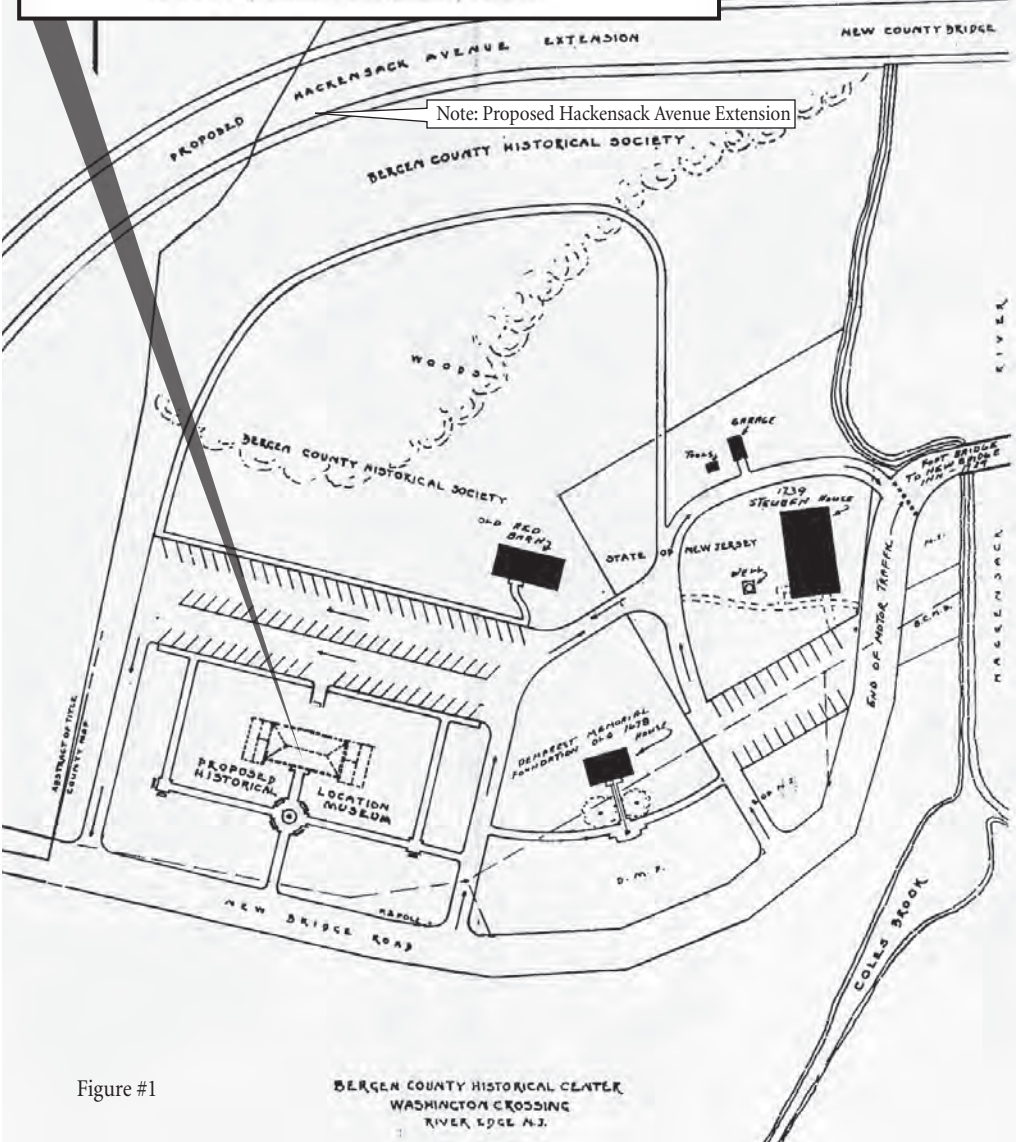 PROPOSED HACKENSACK AVENUE EXTENSION
NEW COUNTY BRIDGE
Note: Proposed Hackensack Avenue Extension
BERGEN COUNTY HISTORICAL SOCIETY
RIVER
WOODS
GARAGE
TOOLS
FOOT BRIDGE
TO NEW BRIDGE
INN - 1739
1739
STEUBEN HOUSE
BERGEN COUNTY HISTORICAL SOCIETY
OLD RED
BARN
STATE OF NEW JERSEY
WELL
END OF MOTOR TRAFFIC
N.J.
B.C.H.S.
HACKENSACK
ABSTRACT OF TITLE
COUNTY MAP
DEMAREST MEMORIAL
FOUNDATION OLD 1678
HOUSE
PROPOSED LOCATION
HISTORICAL MUSEUM
D.M.F.
NEW BRIDGE ROAD
COLES BROOK
Figure #1
BERGEN COUNTY HISTORICAL CENTER
WASHINGTON CROSSING
RIVER EDGE N.J.